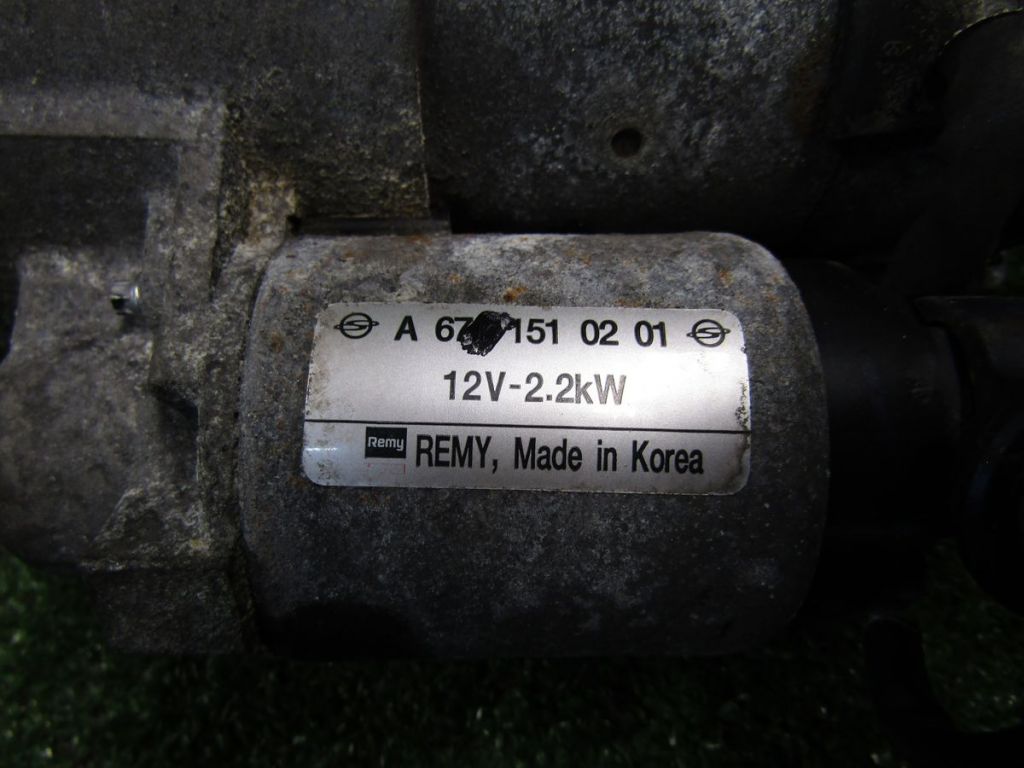 A 67 151 02 01
12V-2.2kW
Remy REMY, Made in Korea